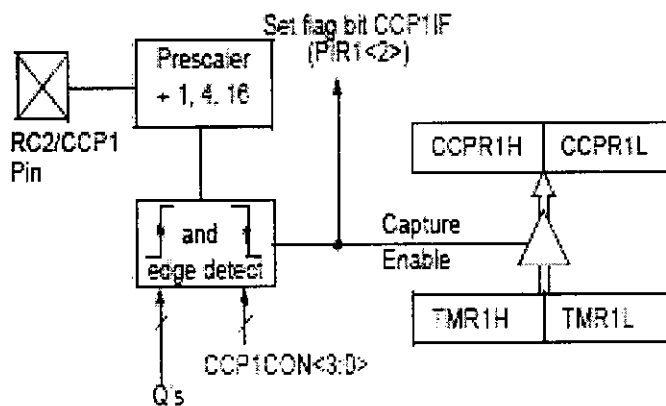 Set flag bit CCP1IF
(PIR1<2>)
Prescaler
÷ 1, 4, 16
RC2/CCP1
Pin
CCPR1H CCPR1L
and
edge detect
Capture
Enable
TMR1H TMR1L
CCP1CON<3:0>
Q's